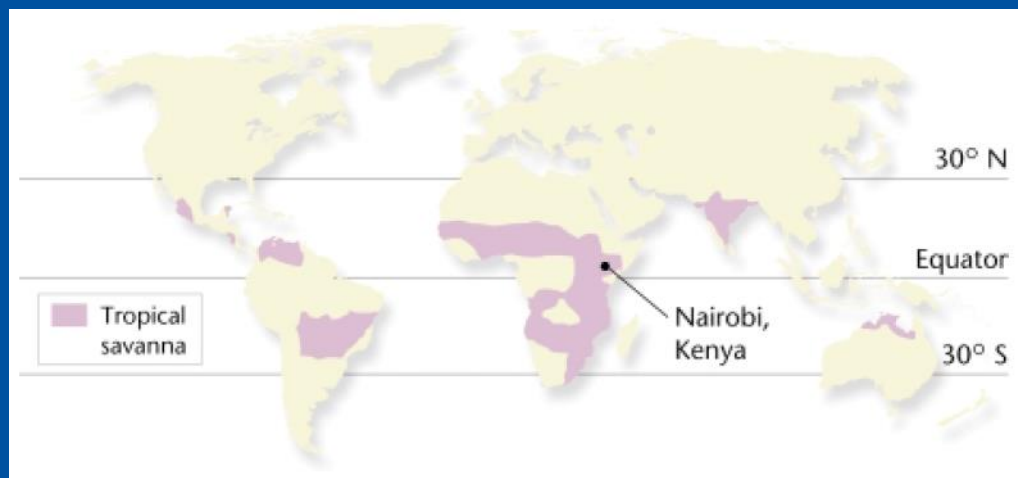 30° N
Equator
Tropical
savanna
Nairobi,
Kenya
30° S